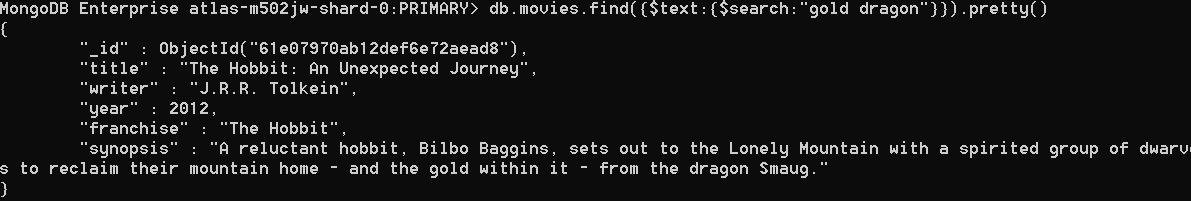 MongoDB Enterprise atlas-m502jw-shard-0:PRIMARY> db.movies.find({$text:{$search:"gold dragon"}}).pretty()
{
        "_id" : ObjectId("61e07970ab12def6e72aead8"),
        "title" : "The Hobbit: An Unexpected Journey",
        "writer" : "J.R.R. Tolkein",
        "year" : 2012,
        "franchise" : "The Hobbit",
        "synopsis" : "A reluctant hobbit, Bilbo Baggins, sets out to the Lonely Mountain with a spirited group of dwarve
s to reclaim their mountain home - and the gold within it - from the dragon Smaug."
}